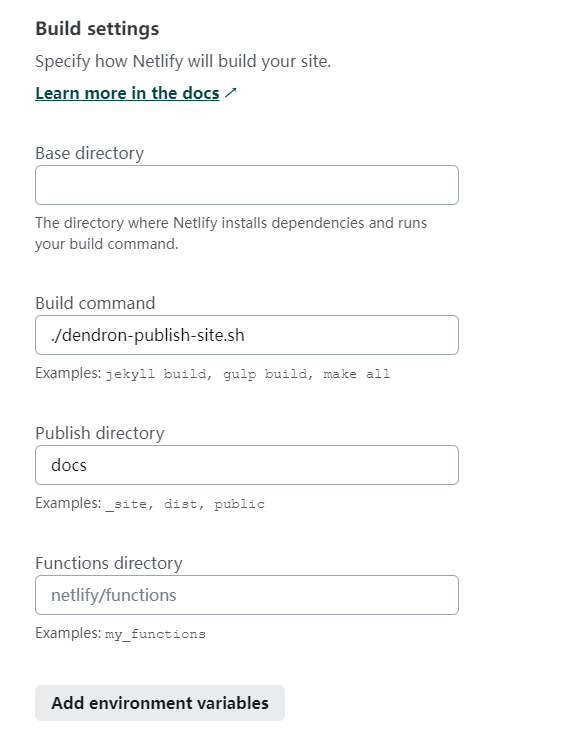 Build settings
Specify how Netlify will build your site.
Learn more in the docs ↗
Base directory
The directory where Netlify installs dependencies and runs
your build command.
Build command
./dendron-publish-site.sh
Examples: jekyll build, gulp build, make all
Publish directory
docs
Examples: _site, dist, public
Functions directory
netlify/functions
Examples: my_functions
Add environment variables